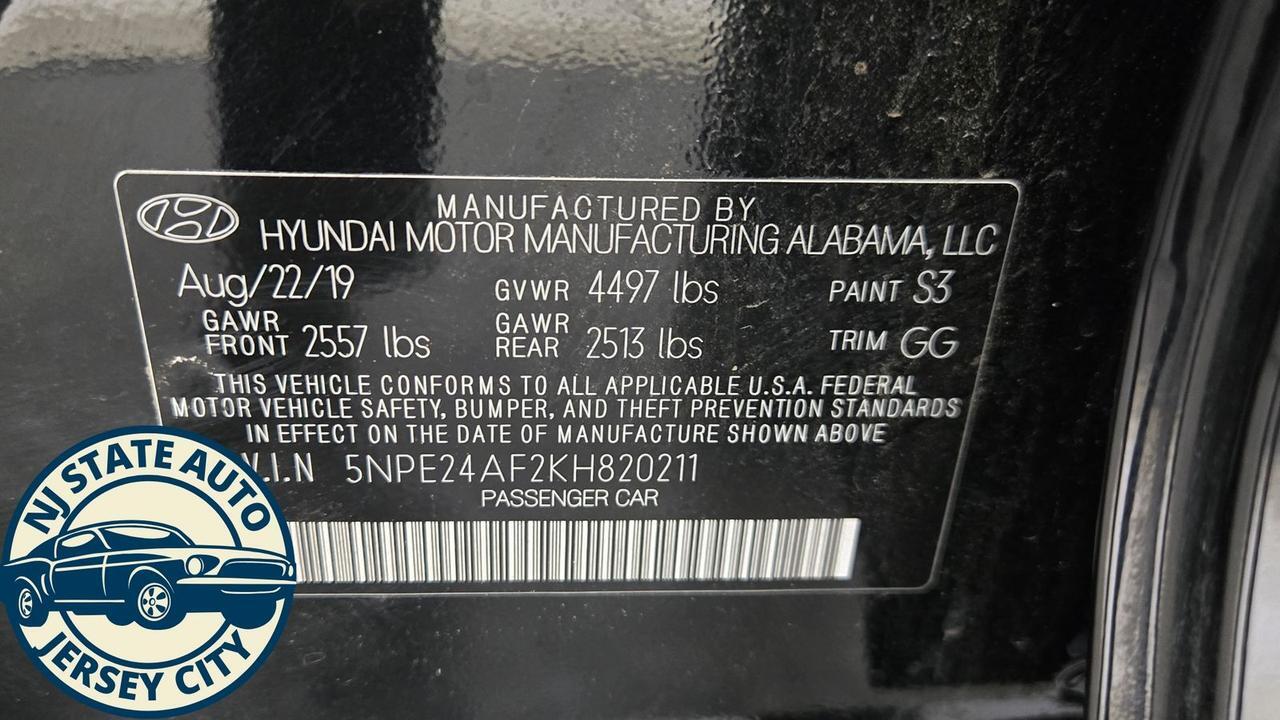 MANUFACTURED BY
HYUNDAI MOTOR MANUFACTURING ALABAMA, LLC
Aug/22/19 GVWR 4497 lbs PAINT S3
GAWR FRONT 2557 lbs GAWR REAR 2513 lbs TRIM GG
THIS VEHICLE CONFORMS TO ALL APPLICABLE U.S.A. FEDERAL
MOTOR VEHICLE SAFETY, BUMPER, AND THEFT PREVENTION STANDARDS
IN EFFECT ON THE DATE OF MANUFACTURE SHOWN ABOVE
V.I.N 5NPE24AF2KH820211
PASSENGER CAR
NJ STATE AUTO
JERSEY CITY